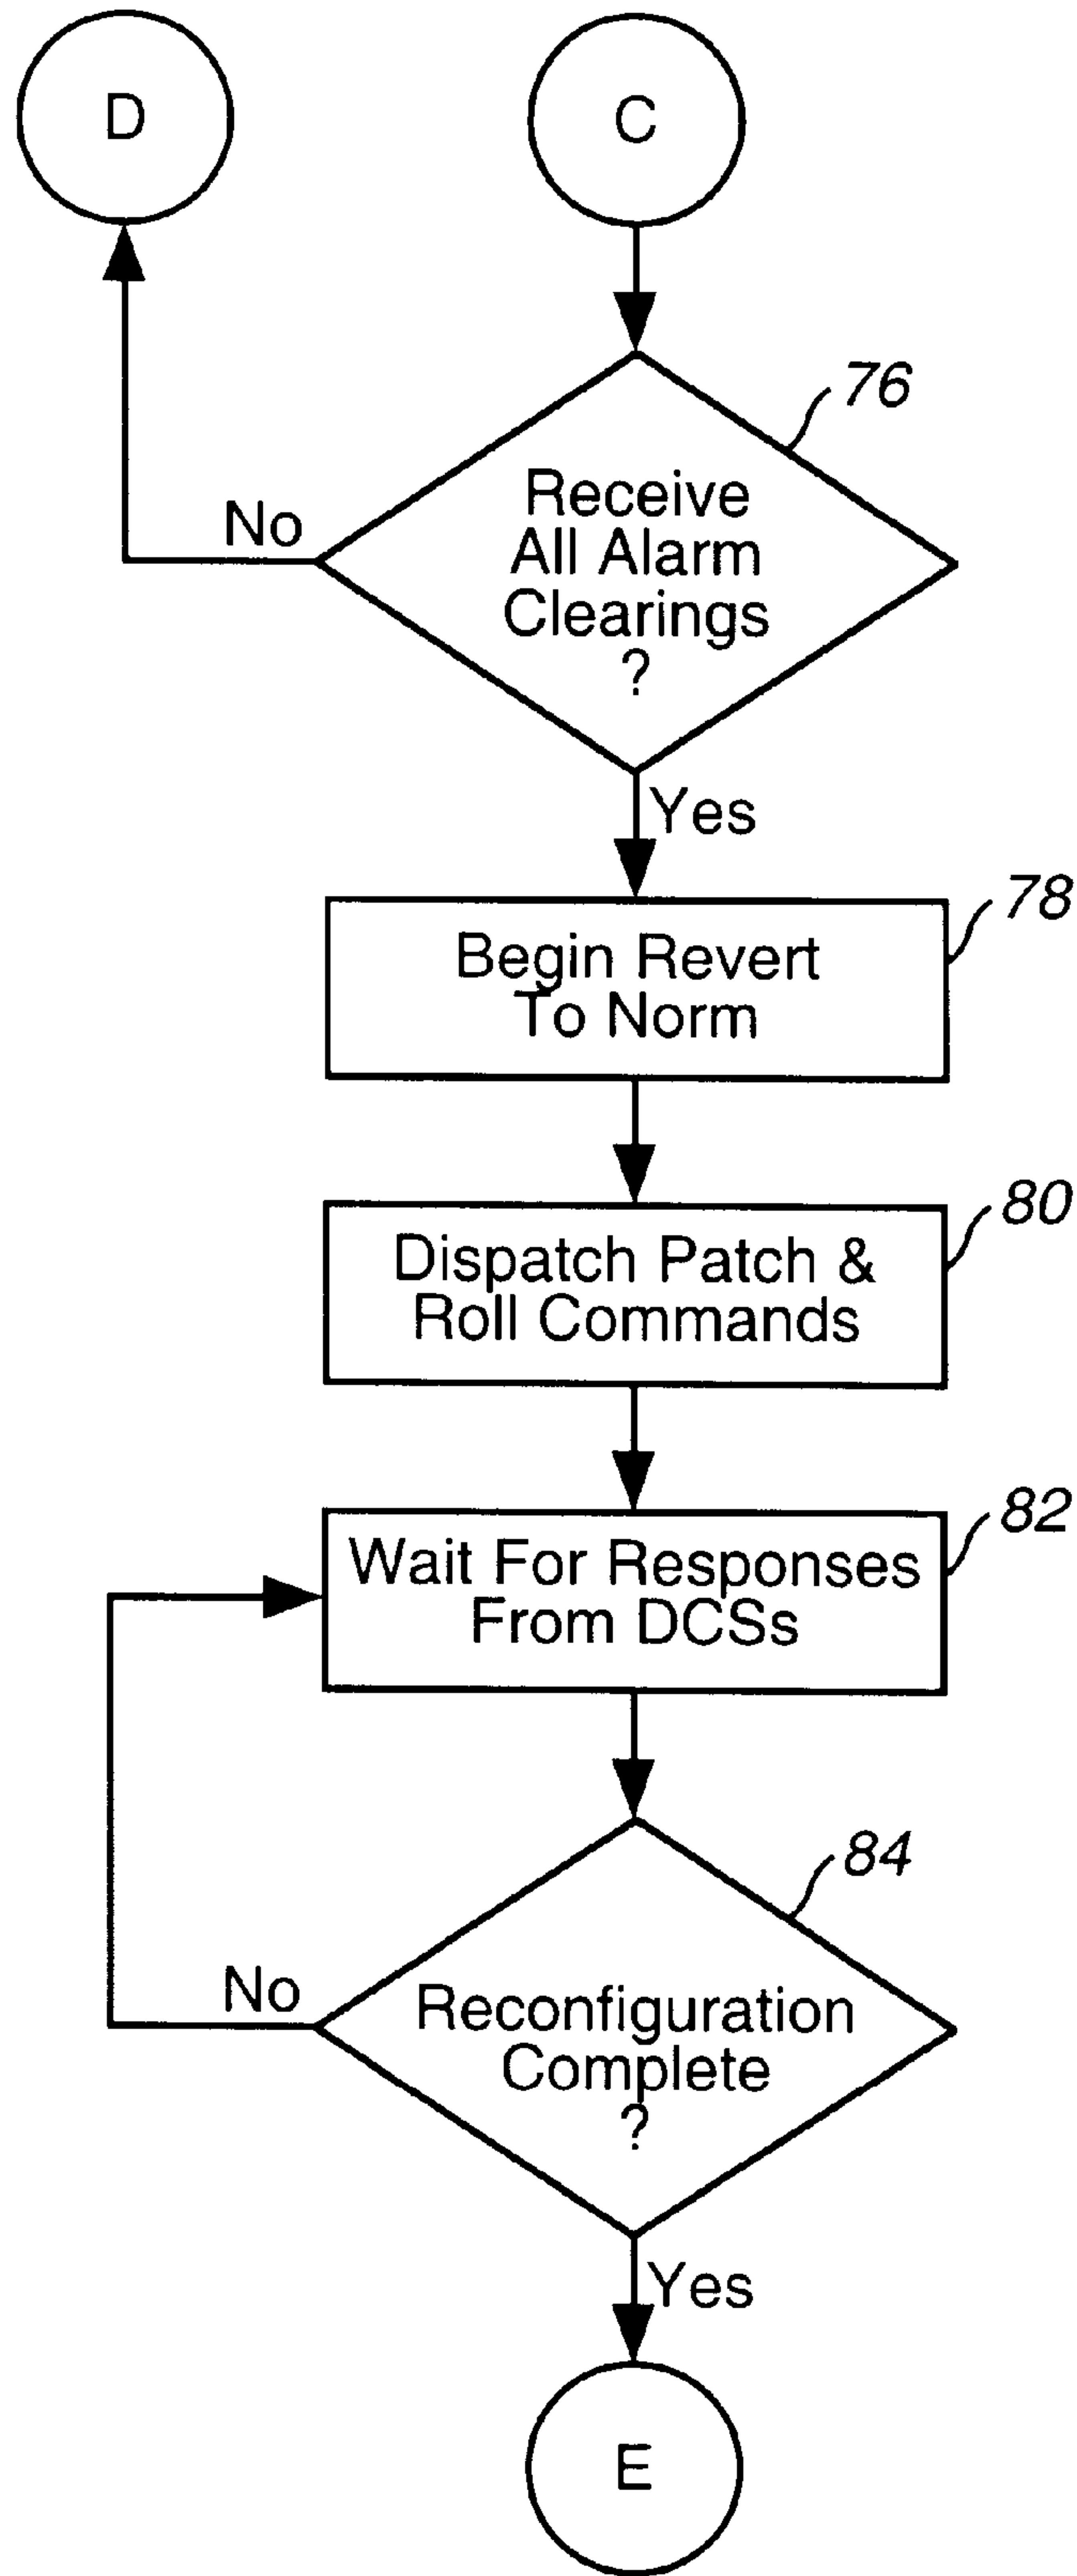 D
C
76
Receive
All Alarm
Clearings
?
No
Yes
78
Begin Revert
To Norm
80
Dispatch Patch &
Roll Commands
82
Wait For Responses
From DCSs
84
No
Reconfiguration
Complete
?
Yes
E